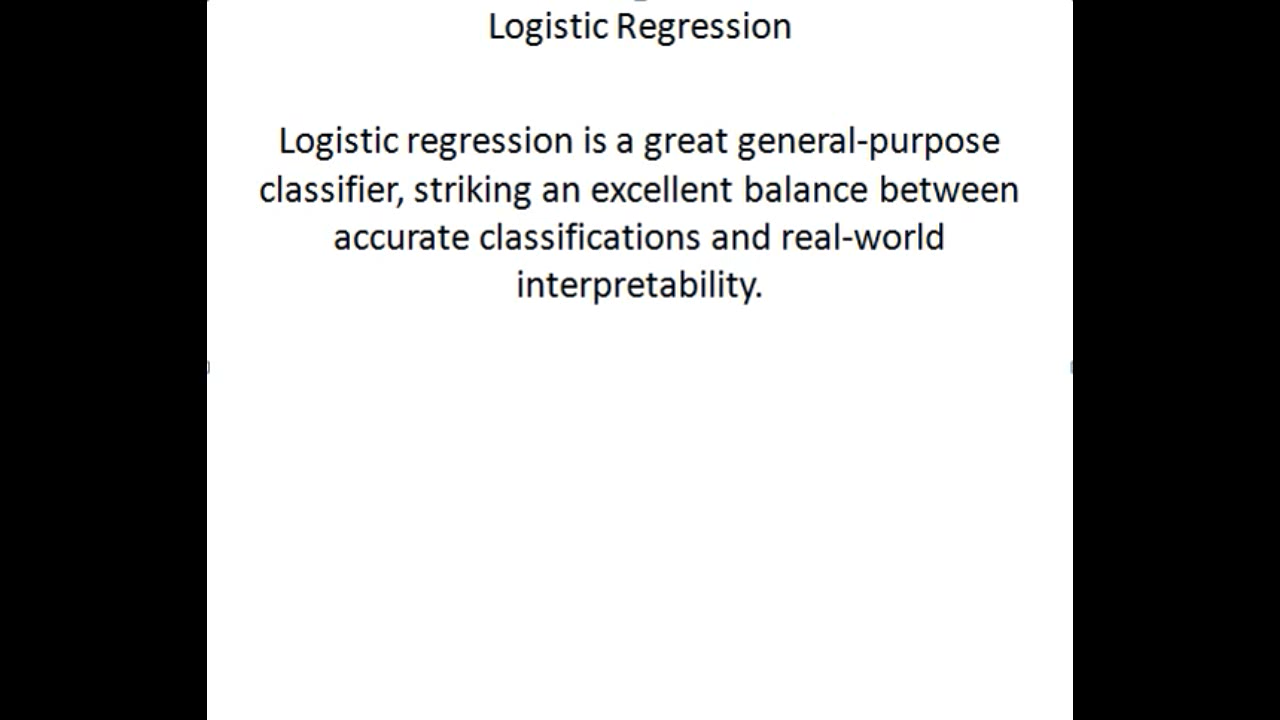 Logistic Regression
Logistic regression is a great general-purpose
classifier, striking an excellent balance between
accurate classifications and real-world
interpretability.